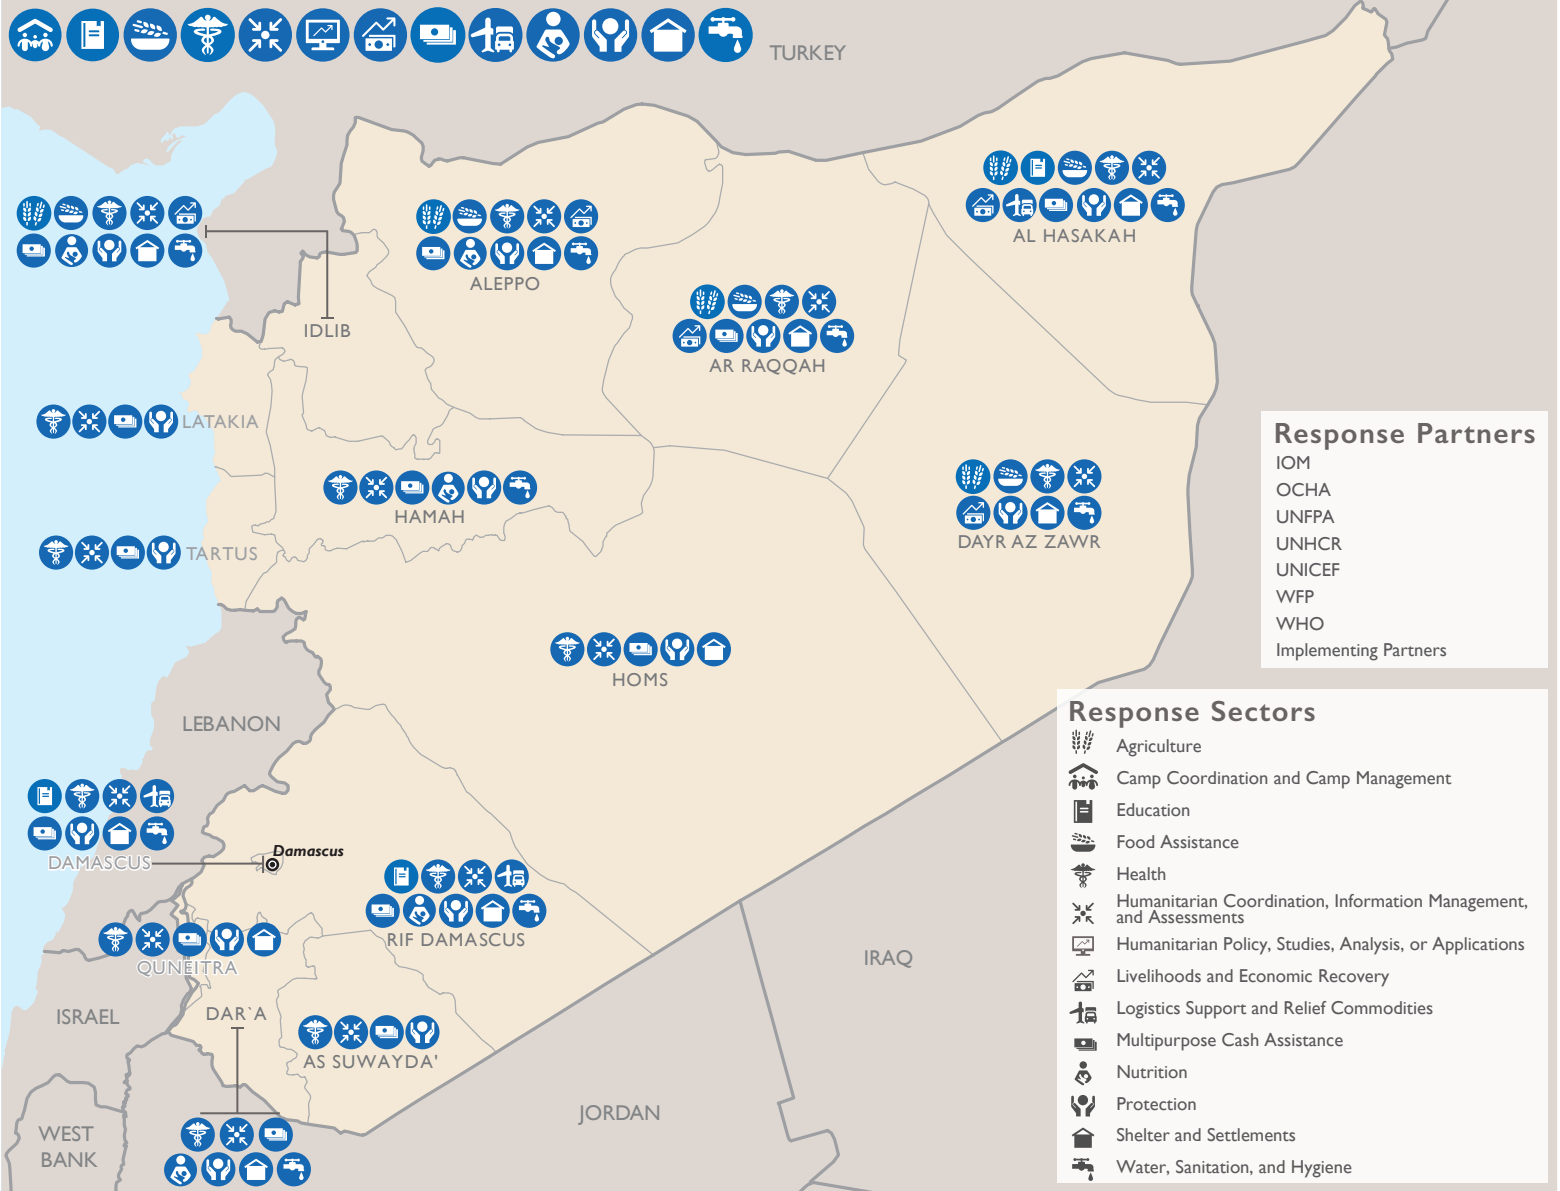 TURKEY
AL HASAKAH
ALEPPO
IDLIB
AR RAQQAH
LATAKIA
Response Partners
IOM
OCHA
UNFPA
UNHCR
UNICEF
WFP
WHO
Implementing Partners
HAMAH
DAYR AZ ZAWR
TARTUS
HOMS
LEBANON
Response Sectors
Agriculture
Camp Coordination and Camp Management
Education
Food Assistance
Health
Humanitarian Coordination, Information Management,
and Assessments
Humanitarian Policy, Studies, Analysis, or Applications
Livelihoods and Economic Recovery
Logistics Support and Relief Commodities
Multipurpose Cash Assistance
Nutrition
Protection
Shelter and Settlements
Water, Sanitation, and Hygiene
Damascus
DAMASCUS
RIF DAMASCUS
IRAQ
QUNEITRA
ISRAEL
DAR`A
AS SUWAYDA'
JORDAN
WEST
BANK